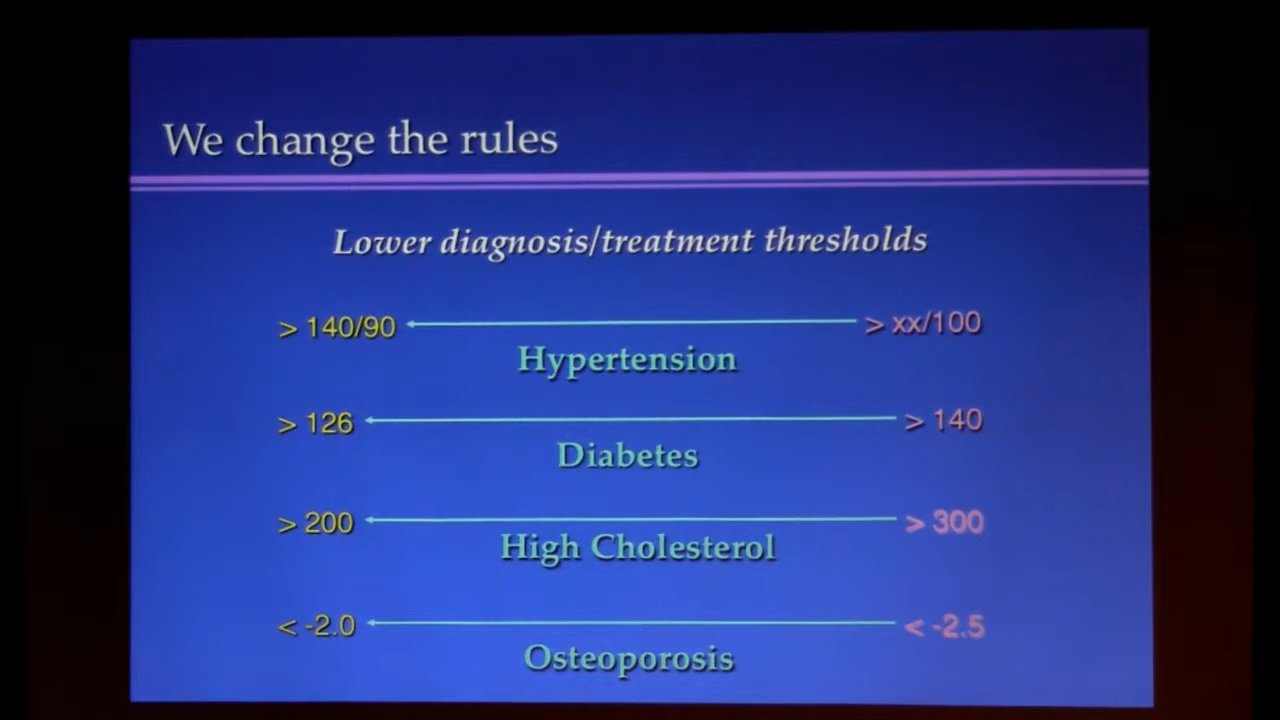 We change the rules
Lower diagnosis/treatment thresholds
> 140/90 > xx/100
Hypertension
> 126 > 140
Diabetes
> 200 > 300
High Cholesterol
< -2.0 < -2.5
Osteoporosis